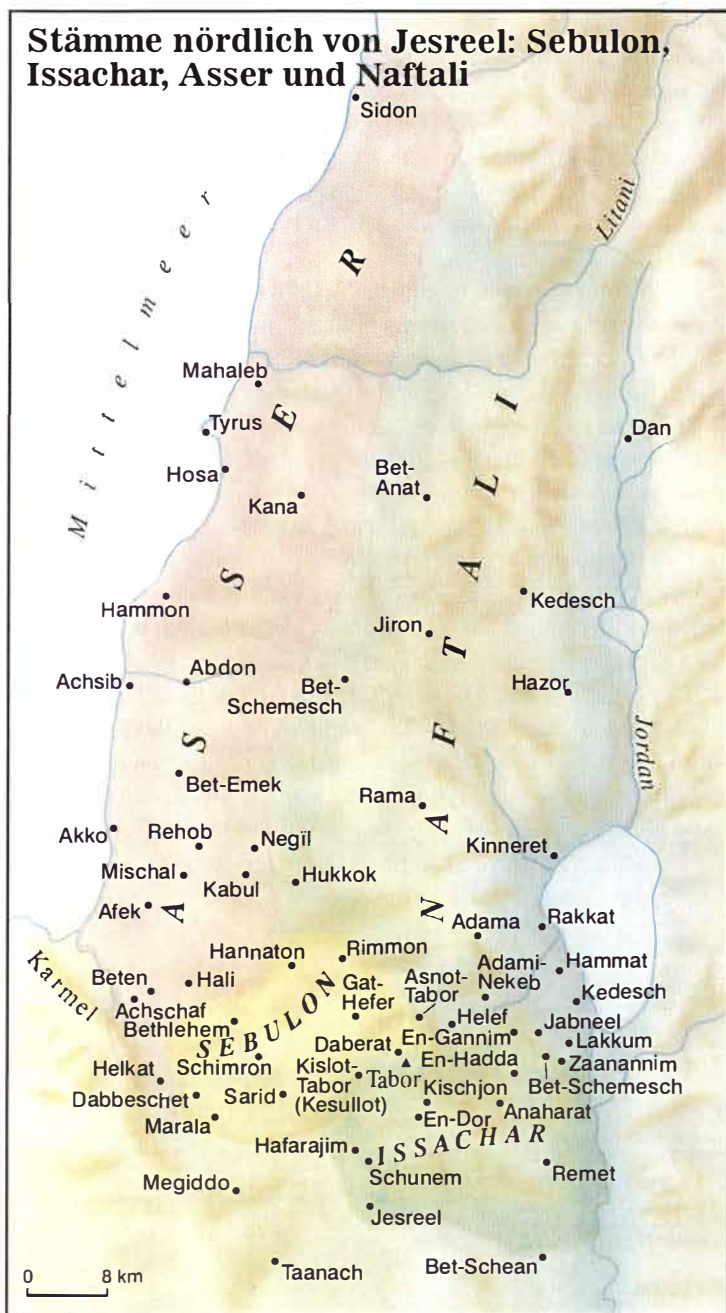 Stämme nördlich von Jesreel: Sebulon,
Issachar, Asser und Naftali
Sidon
Litani
Mittelmeer
ASSER
Mahaleb
Tyrus
Dan
Hosa
Bet-
Anat
Kana
NAFTALI
Hammon
Kedesch
Jiron
Achsib
Abdon
Bet-
Schemesch
Hazor
Jordan
Bet-Emek
Rama
Akko
Rehob
Negïl
Kinneret
Mischal
Kabul
Hukkok
Afek
Adama
Rakkat
Karmel
Hannaton
Rimmon
Adami-
Nekeb
Hammat
Beten
Hali
Gat-
Hefer
Asnot-
Tabor
Kedesch
Achschaf
Bethlehem
SEBULON
Helef
Jabneel
Daberat
En-Gannim
Lakkum
Schimron
En-Hadda
Zaanannim
Helkat
Kislot-
Tabor
(Kesullot)
Tabor
Bet-Schemesch
Dabbeschet
Sarid
Kischjon
Anaharat
Marala
En-Dor
Hafarajim
ISSACHAR
Schunem
Remet
Megiddo
Jesreel
Taanach
Bet-Schean
0 8 km